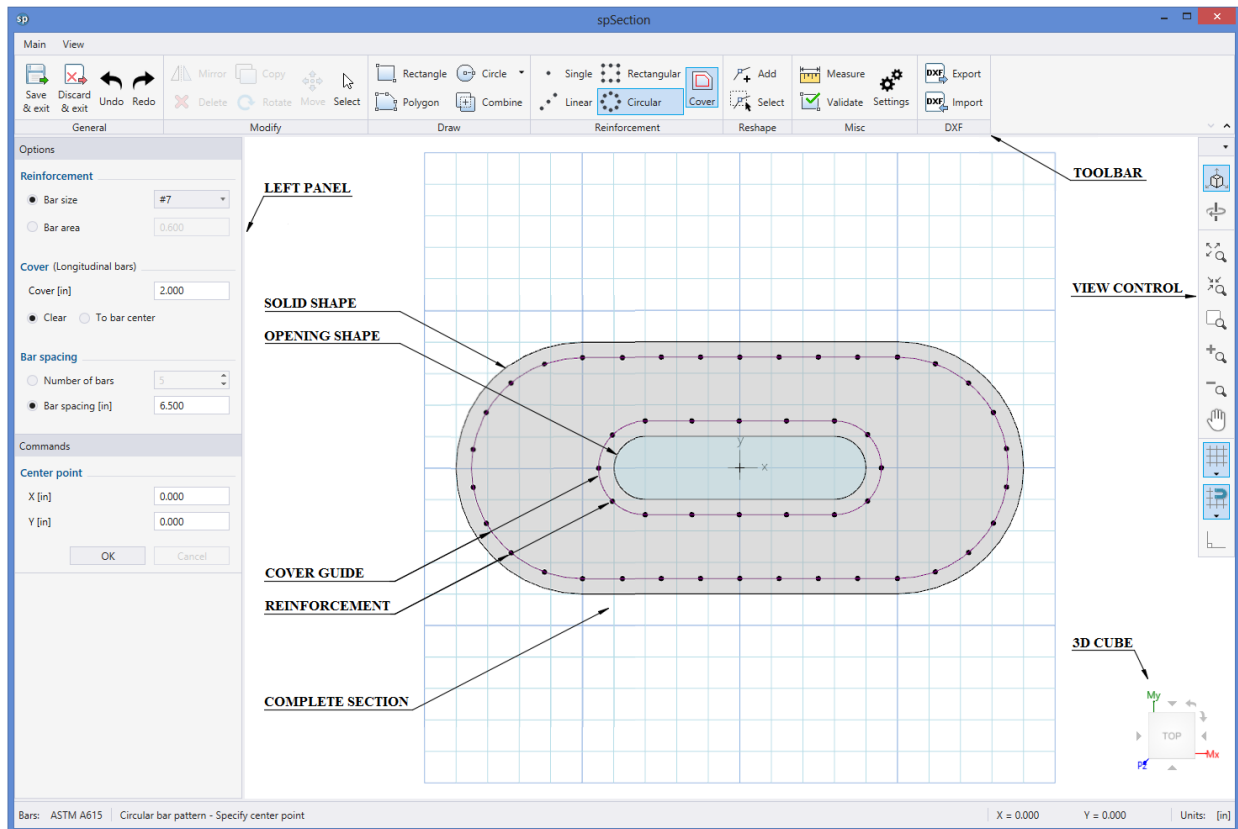 sp
spSection
Main View
Mirror Copy Rectangle Circle Single Rectangular Add Measure Export
Save & exit Discard & exit Undo Redo Delete Rotate Move Select Polygon Combine Linear Circular Cover Select Validate Settings DXF Import
General Modify Draw Reinforcement Reshape Misc DXF
Options
Reinforcement
Bar size #7
Bar area 0.600
Cover (Longitudinal bars)
Cover [in] 2.000
Clear To bar center
Bar spacing
Number of bars 5
Bar spacing [in] 6.500
Commands
Center point
X [in] 0.000
Y [in] 0.000
OK Cancel
LEFT PANEL
TOOLBAR
VIEW CONTROL
SOLID SHAPE
OPENING SHAPE
y
x
COVER GUIDE
REINFORCEMENT
COMPLETE SECTION
3D CUBE
My
TOP
Mx
Pz
Bars: ASTM A615 Circular bar pattern - Specify center point X = 0.000 Y = 0.000 Units: [in]